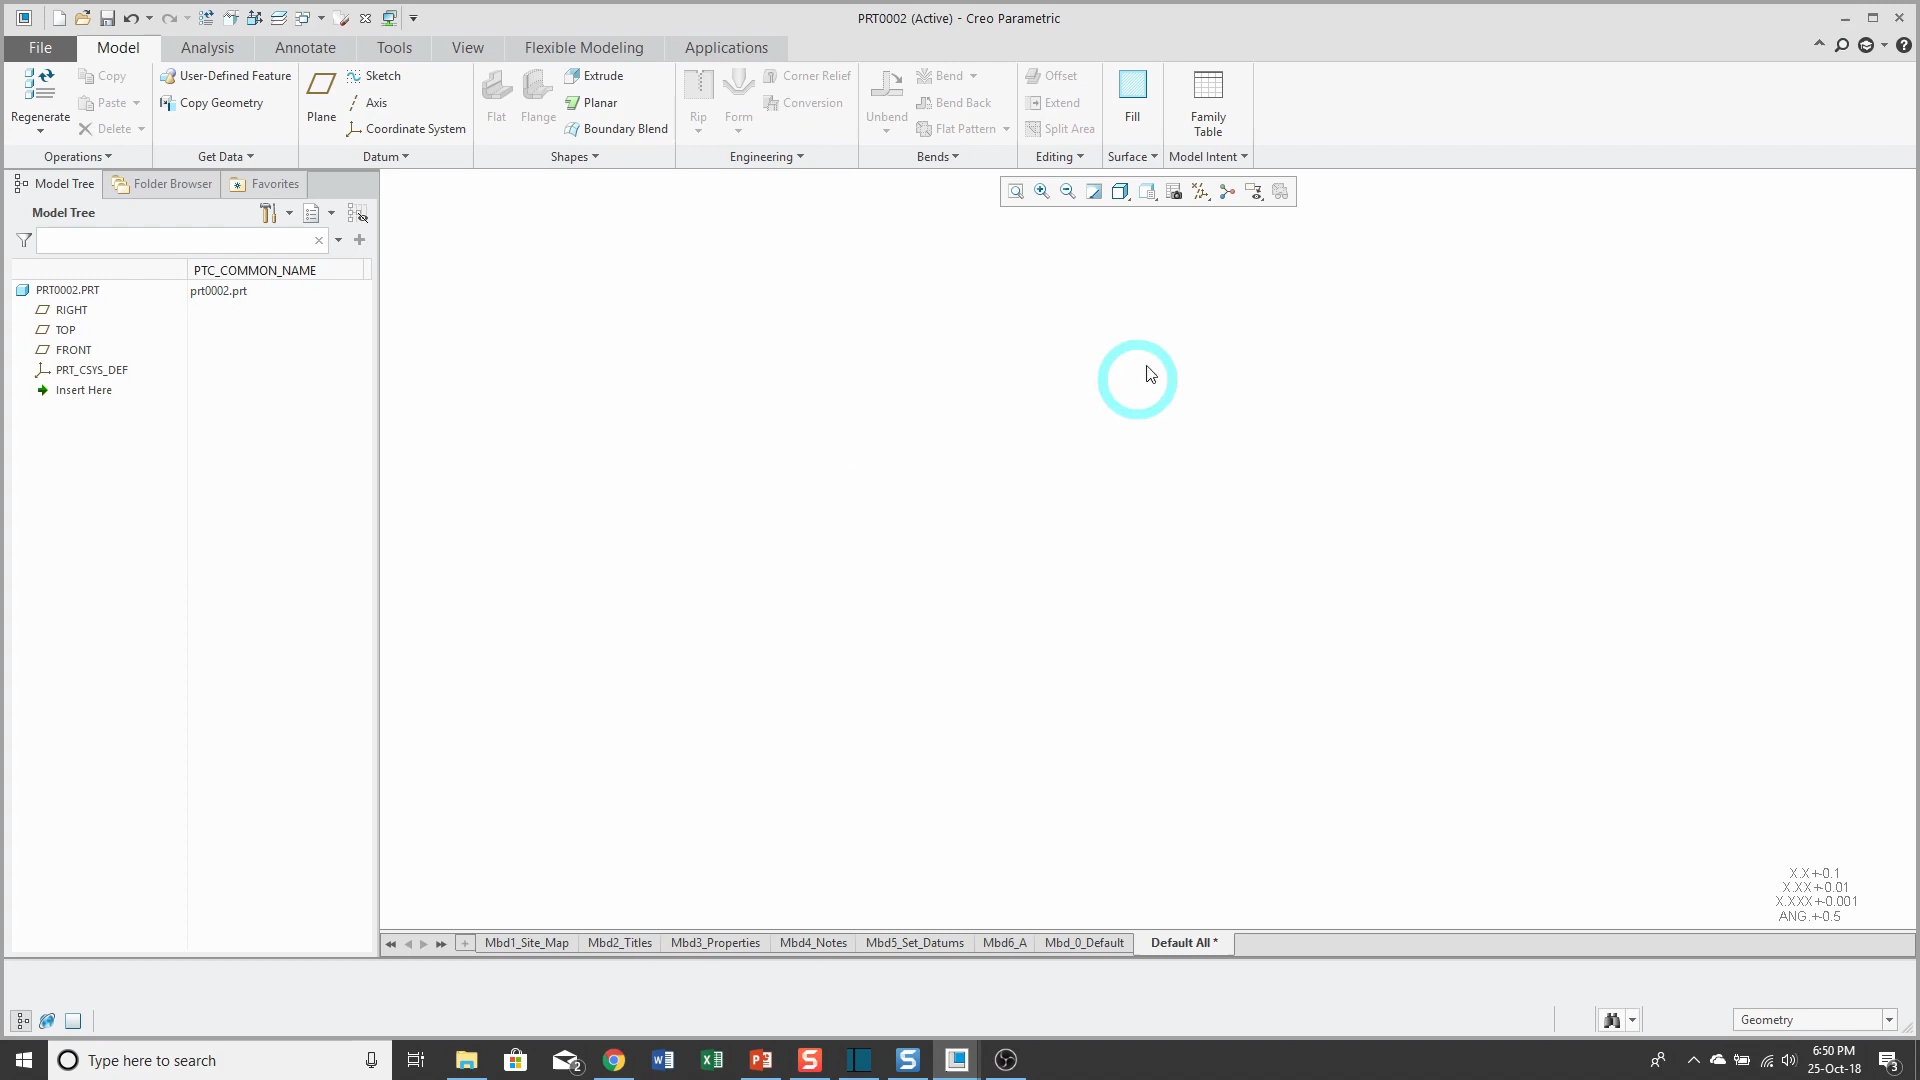 PRT0002 (Active) - Creo Parametric
File Model Analysis Annotate Tools View Flexible Modeling Applications
Regenerate
Copy
Paste
Delete
Operations
User-Defined Feature
Copy Geometry
Get Data
Plane
Sketch
Axis
Coordinate System
Datum
Flat
Flange
Extrude
Planar
Boundary Blend
Shapes
Rip
Form
Corner Relief
Conversion
Engineering
Unbend
Bend
Bend Back
Flat Pattern
Bends
Offset
Extend
Split Area
Editing
Fill
Surface
Family
Table
Model Intent
Model Tree Folder Browser Favorites
Model Tree
PTC_COMMON_NAME
PRT0002.PRT prt0002.prt
RIGHT
TOP
FRONT
PRT_CSYS_DEF
Insert Here
X.X+-0.1
X.XX+-0.01
X.XXX+-0.001
ANG.+-0.5
Mbd1_Site_Map Mbd2_Titles Mbd3_Properties Mbd4_Notes Mbd5_Set_Datums Mbd6_A Mbd_0_Default Default All *
Geometry
Type here to search
2
6:50 PM
25-Oct-18
3